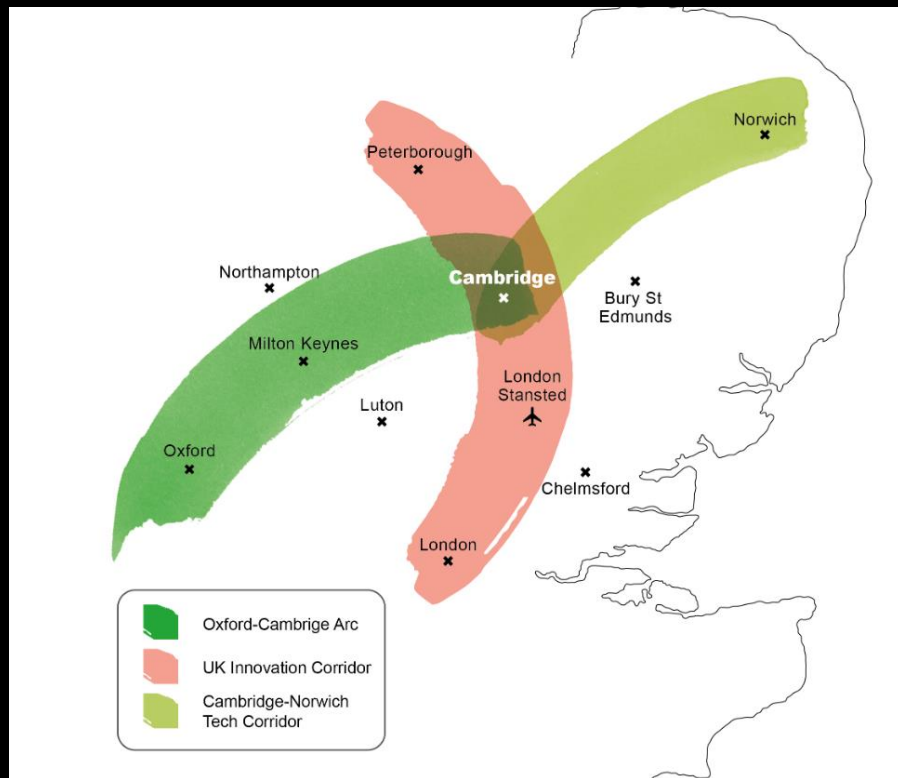 Norwich
Peterborough
Northampton
Cambridge
Bury St
Edmunds
Milton Keynes
London
Stansted
Luton
Oxford
Chelmsford
London
Oxford-Cambrige Arc
UK Innovation Corridor
Cambridge-Norwich
Tech Corridor